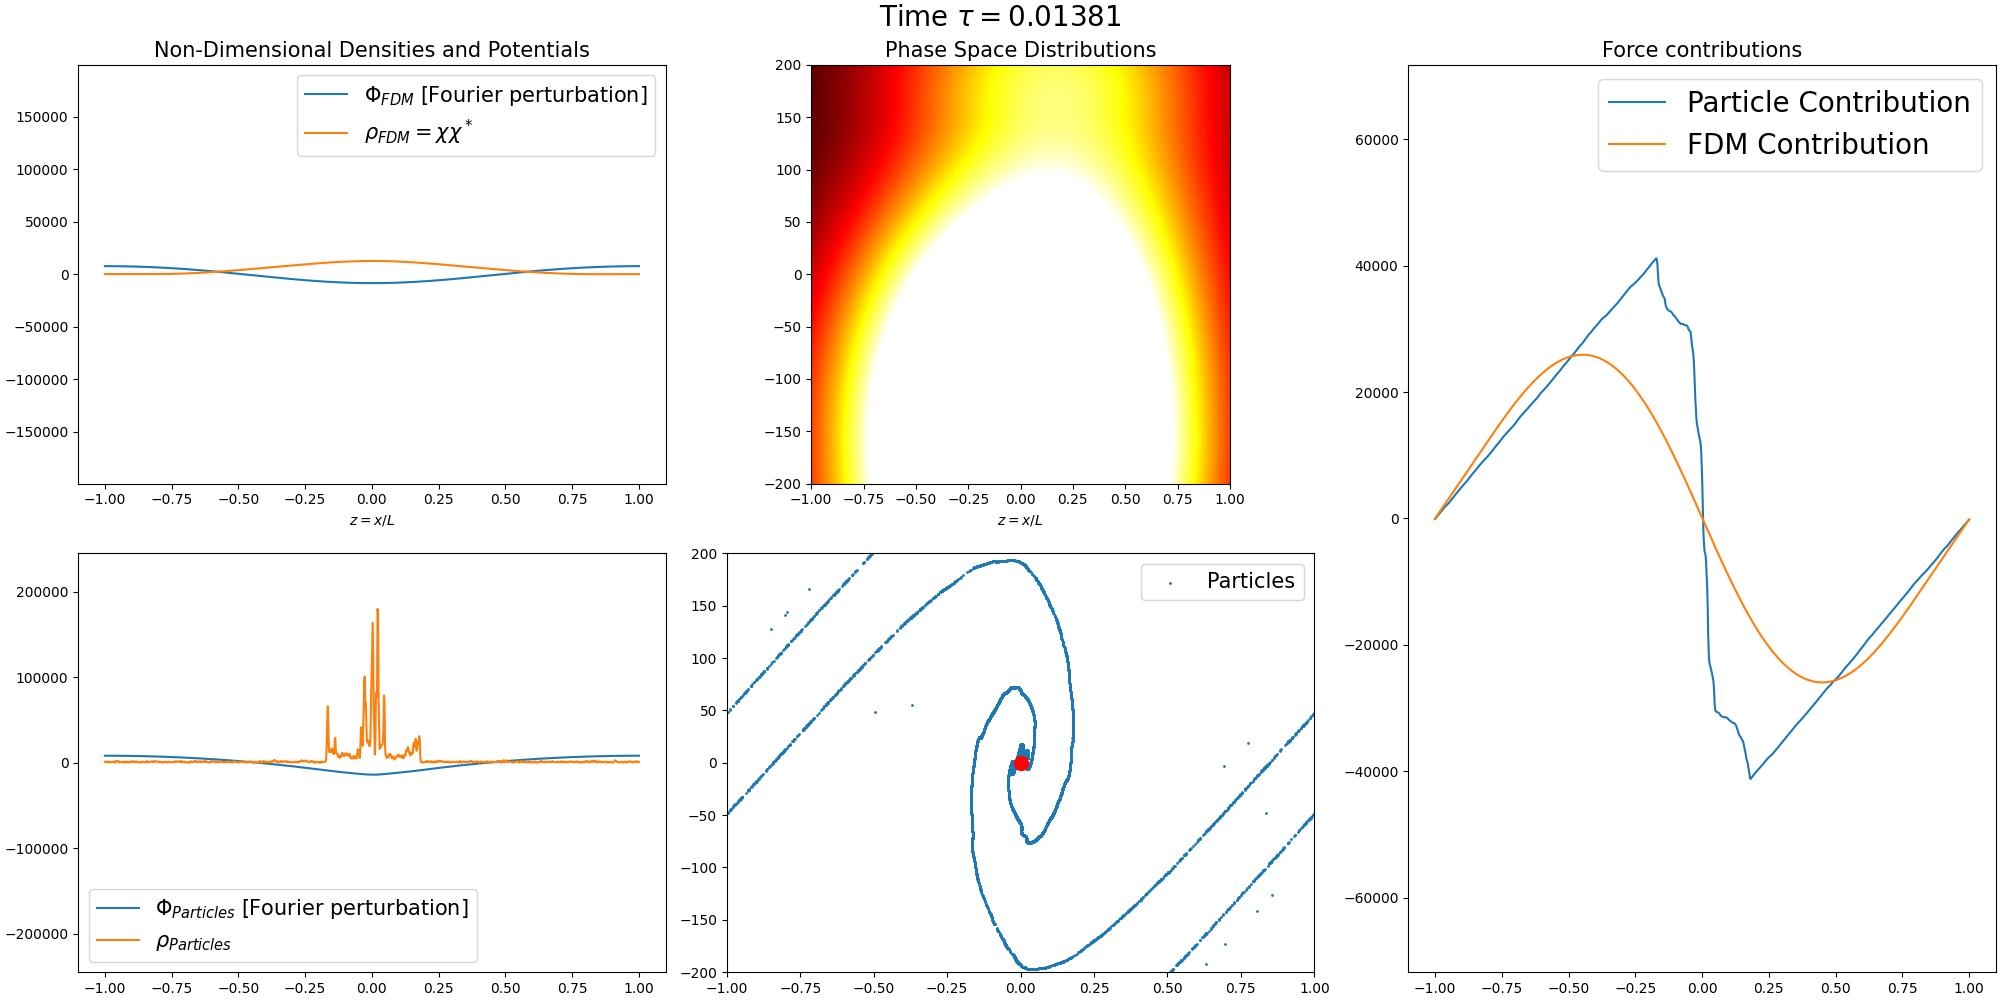 Time τ = 0.01381
Non-Dimensional Densities and Potentials
Φ_FDM [Fourier perturbation]
ρ_FDM = χχ*
150000
100000
50000
0
−50000
−100000
−150000
−1.00 −0.75 −0.50 −0.25 0.00 0.25 0.50 0.75 1.00
z = x/L
Phase Space Distributions
200
150
100
50
0
−50
−100
−150
−200
−1.00 −0.75 −0.50 −0.25 0.00 0.25 0.50 0.75 1.00
z = x/L
Force contributions
Particle Contribution
FDM Contribution
60000
40000
20000
0
−20000
−40000
−60000
−1.00 −0.75 −0.50 −0.25 0.00 0.25 0.50 0.75 1.00
200000
100000
0
−100000
−200000
Φ_Particles [Fourier perturbation]
ρ_Particles
−1.00 −0.75 −0.50 −0.25 0.00 0.25 0.50 0.75 1.00
Particles
200
150
100
50
0
−50
−100
−150
−200
−1.00 −0.75 −0.50 −0.25 0.00 0.25 0.50 0.75 1.00